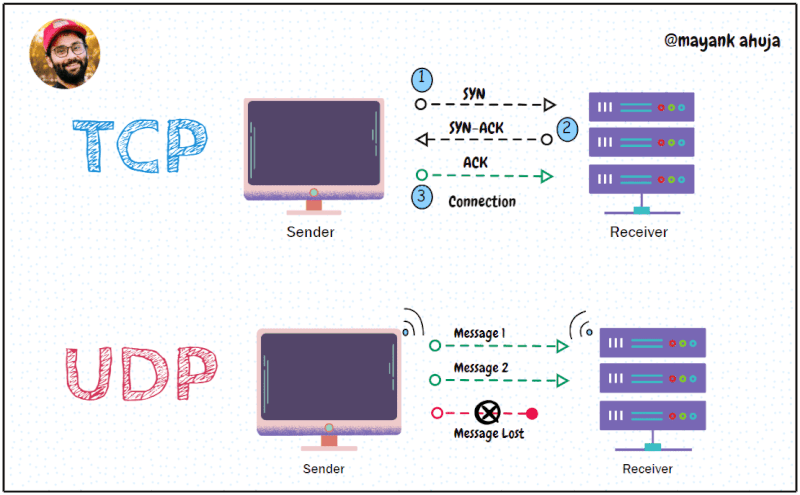 @mayank ahuja
TCP
1
SYN
SYN-ACK
2
ACK
3
Connection
Sender
Receiver
UDP
Message 1
Message 2
Message Lost
Sender
Receiver